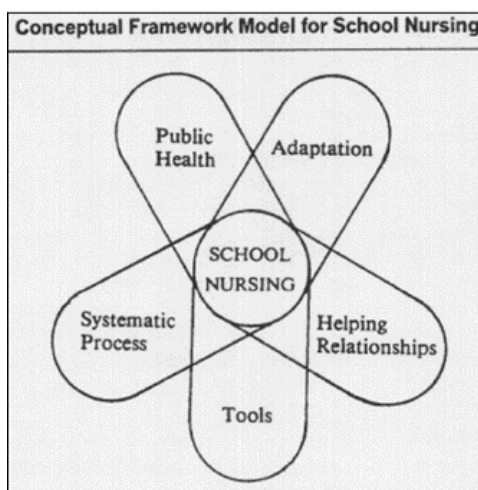 Conceptual Framework Model for School Nursing
Public
Health
Adaptation
SCHOOL
NURSING
Systematic
Process
Helping
Relationships
Tools